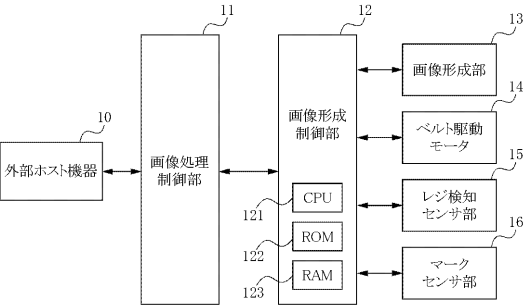 11
12
13
画像形成部
14
ベルト駆動
モータ
10
外部ホスト機器
画像処理
制御部
画像形成
制御部
15
レジ検知
センサ部
121
CPU
122
ROM
123
RAM
16
マーク
センサ部